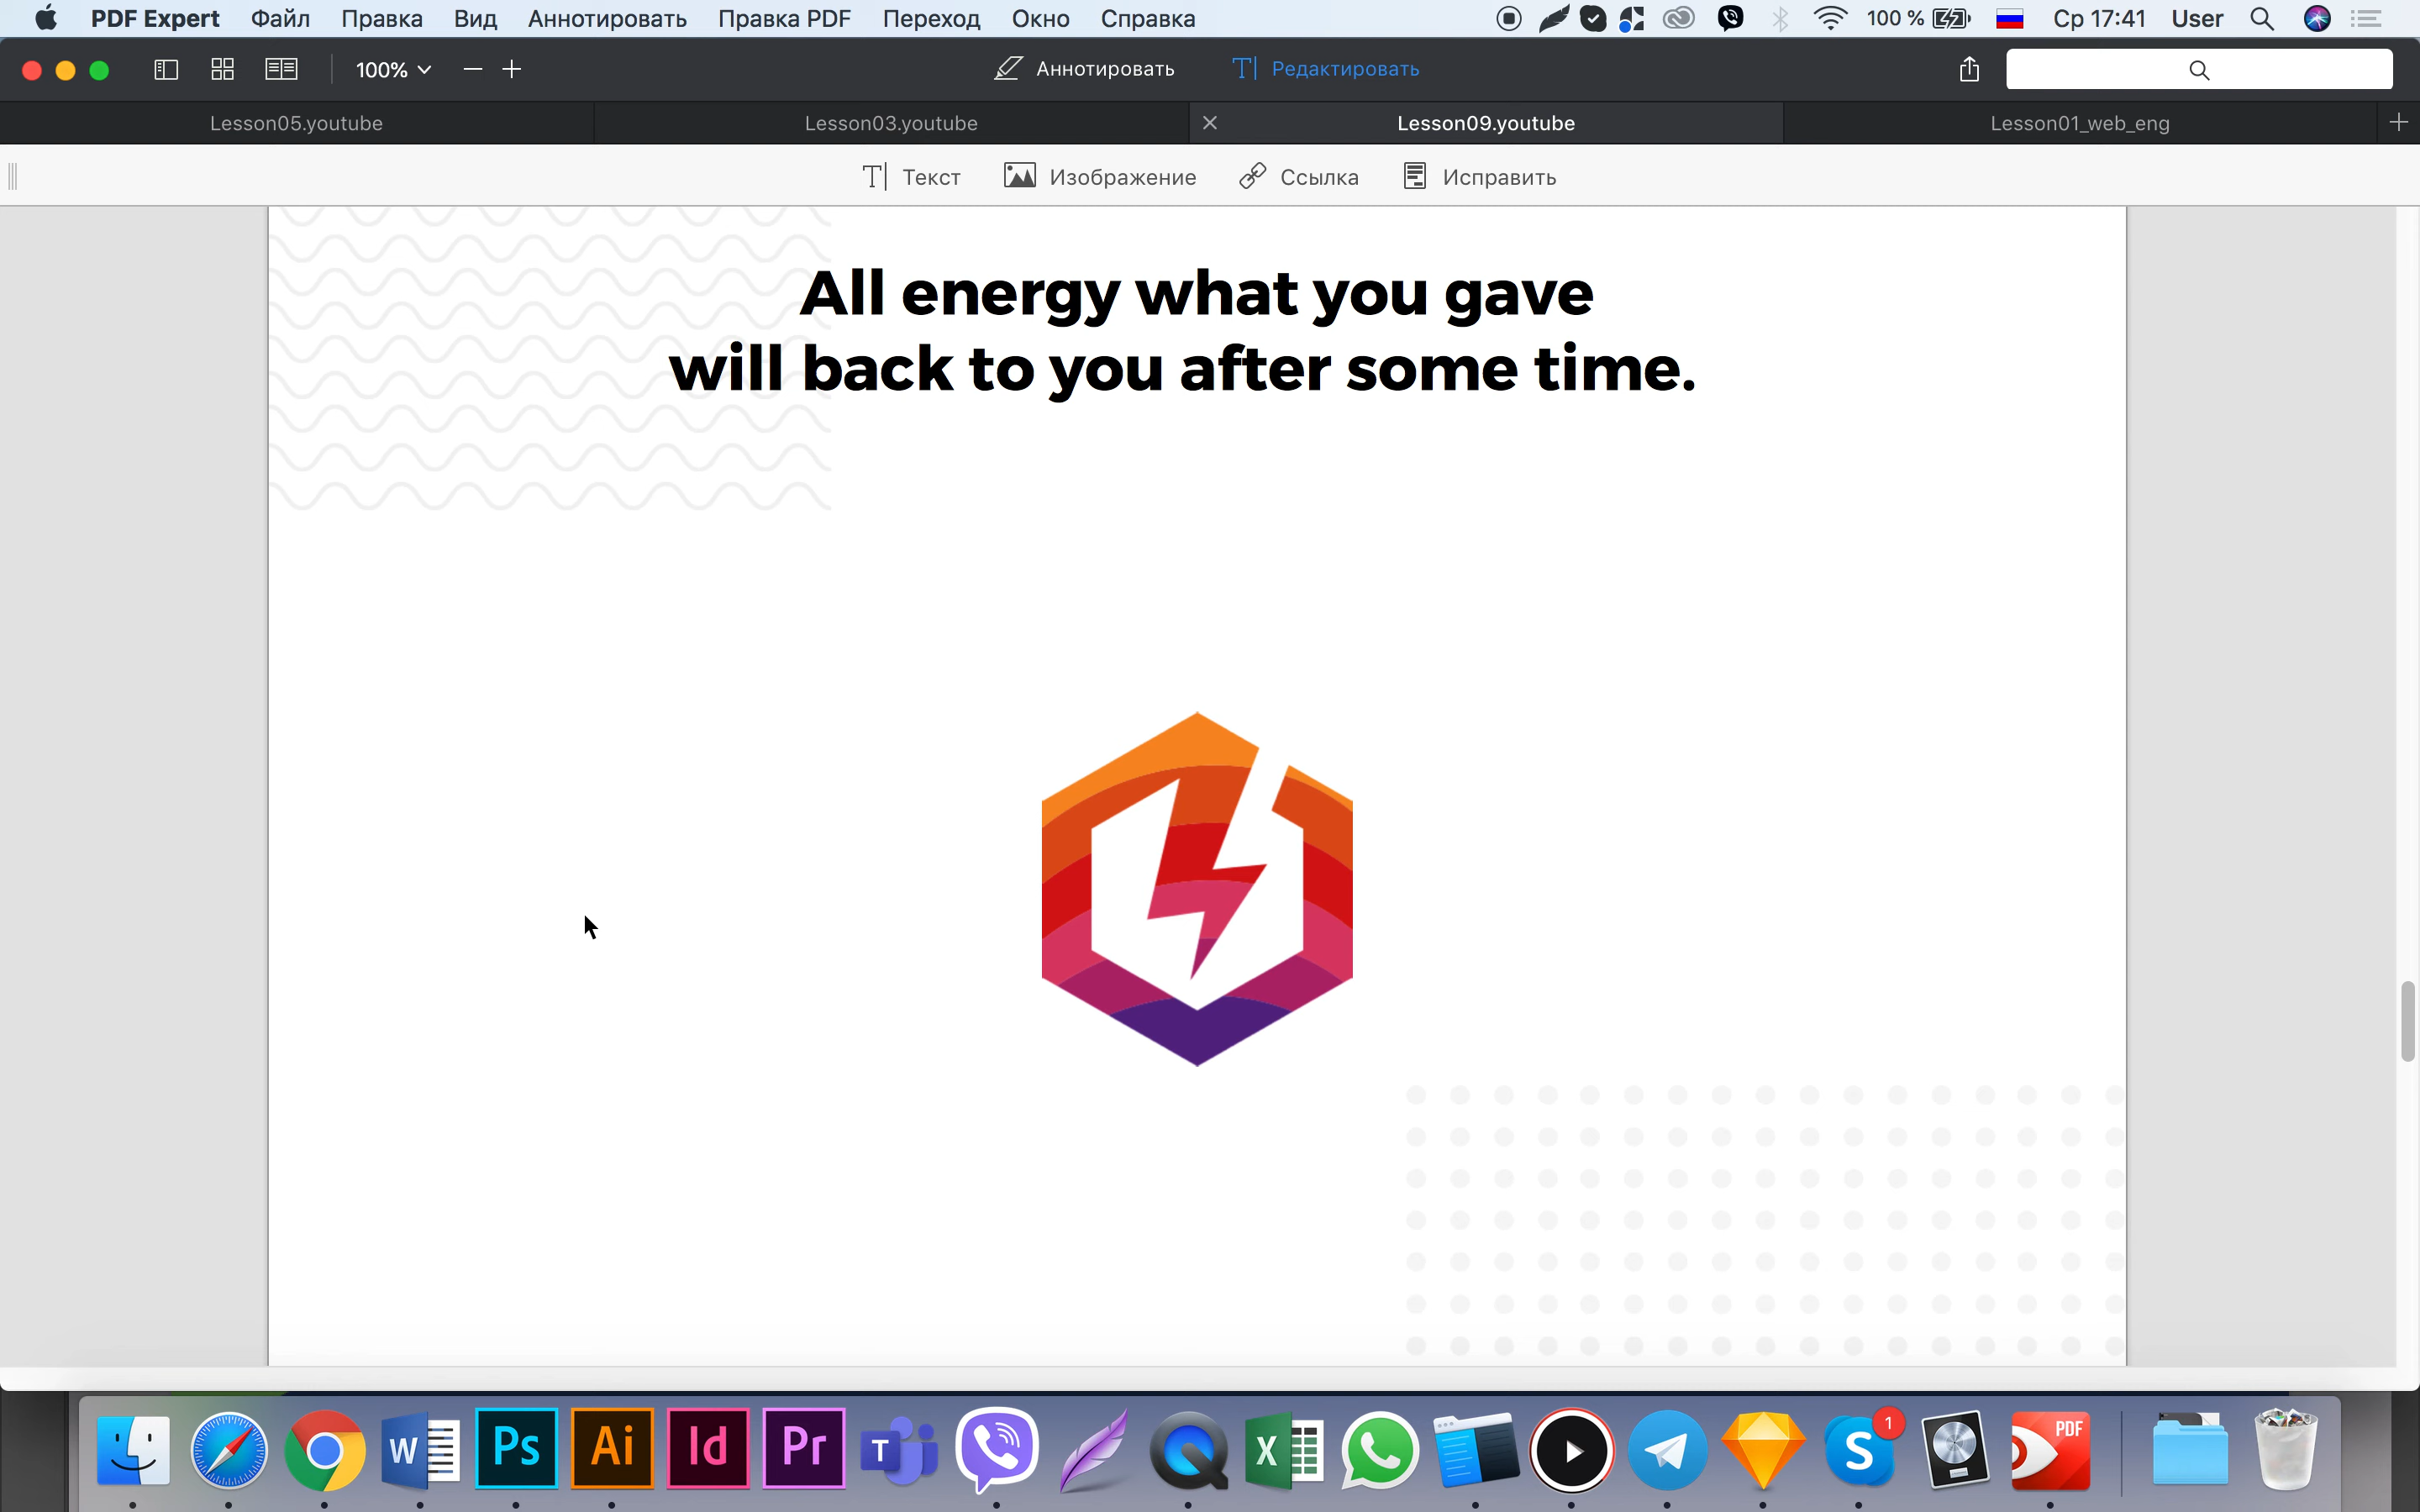 PDF Expert Файл Правка Вид Аннотировать Правка PDF Переход Окно Справка 100 % Ср 17:41 User
100% Аннотировать Редактировать
Lesson05.youtube Lesson03.youtube Lesson09.youtube Lesson01_web_eng
Текст Изображение Ссылка Исправить
All energy what you gave
will back to you after some time.
W Ps Ai Id Pr T X S 1 PDF